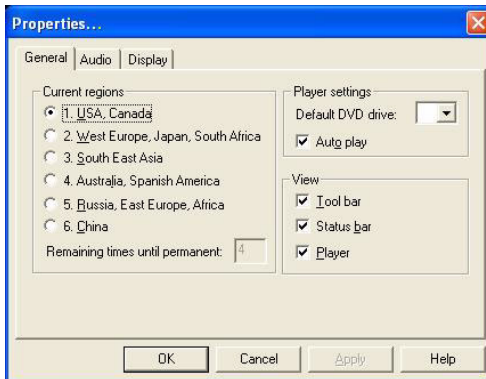 Properties...
General
Audio
Display
Current regions
1. USA, Canada
2. West Europe, Japan, South Africa
3. South East Asia
4. Australia, Spanish America
5. Russia, East Europe, Africa
6. China
Remaining times until permanent: 4
Player settings
Default DVD drive:
Auto play
View
Tool bar
Status bar
Player
OK
Cancel
Apply
Help